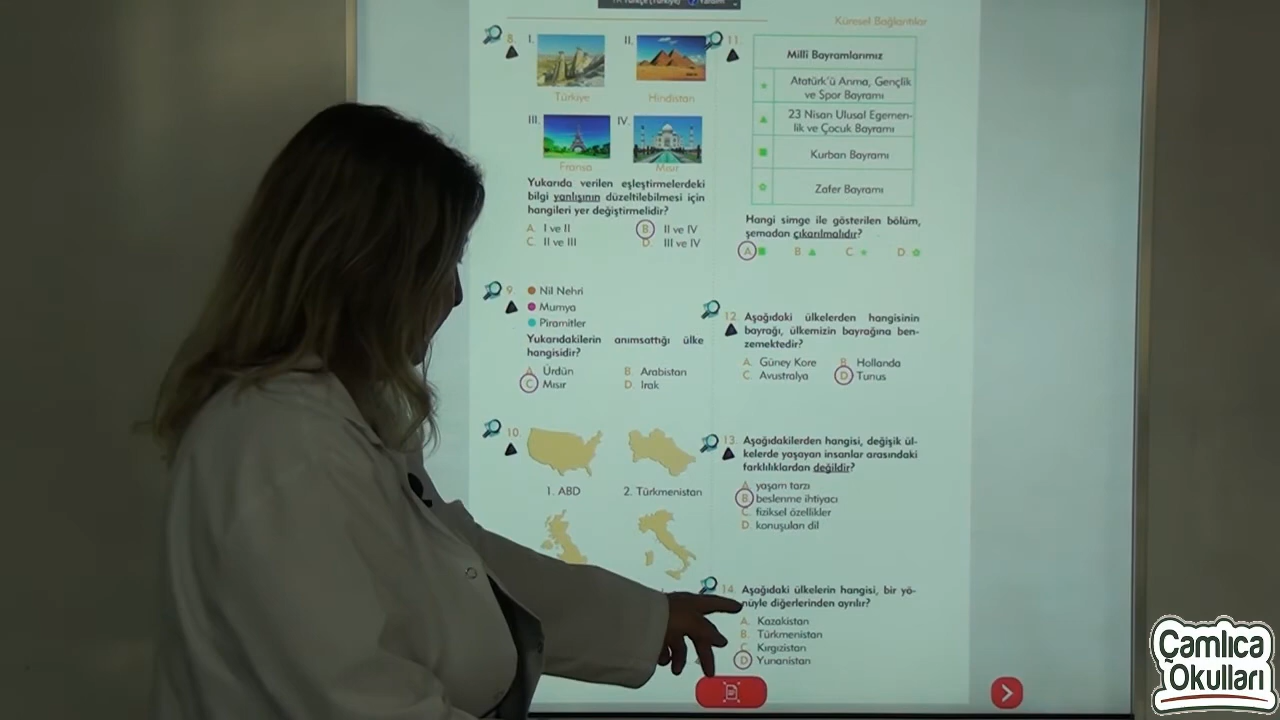 Küresel Bağlantılar
8.
I.
II.
Türkiye
Hindistan
III.
IV.
Fransa
Mısır
Yukarıda verilen eşleştirmelerdeki
bilgi yanlışının düzeltilebilmesi için
hangileri yer değiştirmelidir?
A. I ve II
B. II ve IV
C. II ve III
D. III ve IV
9.
Nil Nehri
Mumya
Piramitler
Yukarıdakilerin anımsattığı ülke
hangisidir?
A. Ürdün
B. Arabistan
C. Mısır
D. Irak
10.
1. ABD
2. Türkmenistan
11.
Millî Bayramlarımız
Atatürk'ü Anma, Gençlik
ve Spor Bayramı
23 Nisan Ulusal Egemen-
lik ve Çocuk Bayramı
Kurban Bayramı
Zafer Bayramı
Hangi simge ile gösterilen bölüm,
şemadan çıkarılmalıdır?
A
B.
C.
D.
12.
Aşağıdaki ülkelerden hangisinin
bayrağı, ülkemizin bayrağına ben-
zemektedir?
A. Güney Kore
B. Hollanda
C. Avustralya
D Tunus
13.
Aşağıdakilerden hangisi, değişik ül-
kelerde yaşayan insanlar arasındaki
farklılıklardan değildir?
A. yaşam tarzı
B. beslenme ihtiyacı
C. fiziksel özellikler
D. konuşulan dil
14.
Aşağıdaki ülkelerin hangisi, bir yö-
nüyle diğerlerinden ayrılır?
A. Kazakistan
B. Türkmenistan
C. Kırgızistan
D Yunanistan
Çamlıca
Okulları